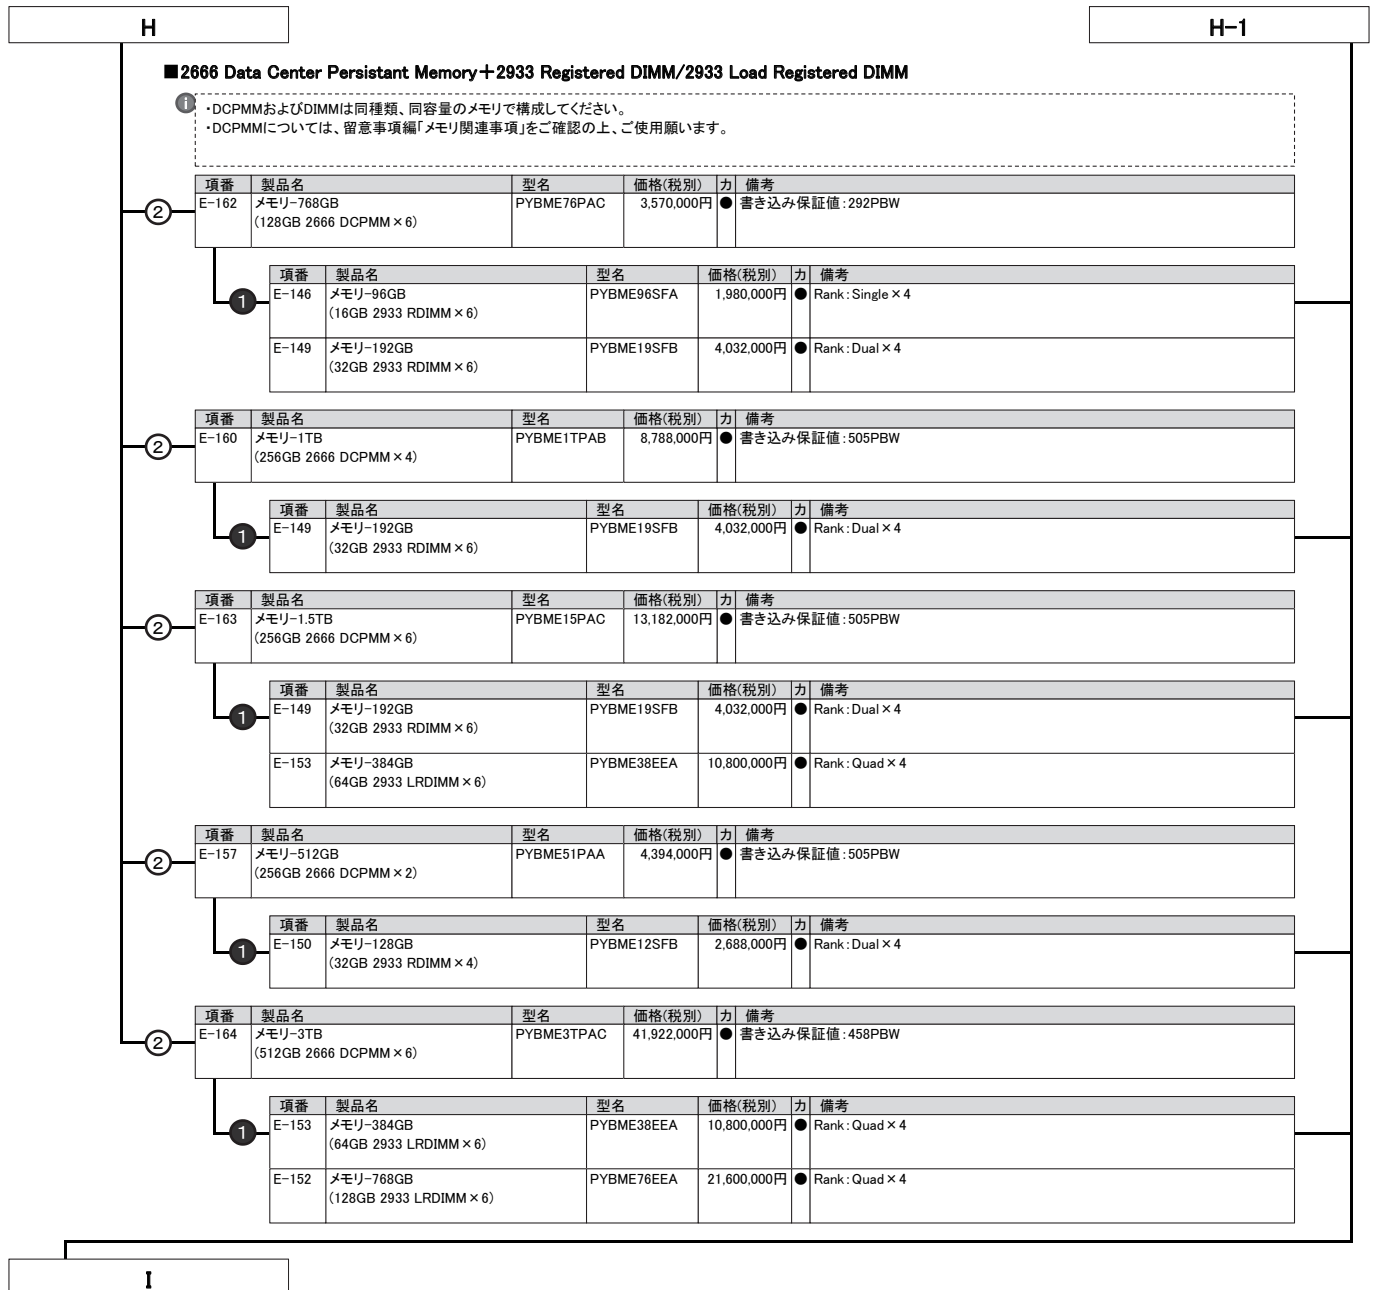 H
H-1
■2666 Data Center Persistant Memory+2933 Registered DIMM/2933 Load Registered DIMM
i
・DCPMMおよびDIMMは同種類、同容量のメモリで構成してください。
・DCPMMについては、留意事項編「メモリ関連事項」をご確認の上、ご使用願います。
項番 製品名 型名 価格(税別) カ 備考
② E-162 メモリ-768GB PYBME76PAC 3,570,000円 ● 書き込み保証値:292PBW
(128GB 2666 DCPMM×6)
項番 製品名 型名 価格(税別) カ 備考
❶ E-146 メモリ-96GB PYBME96SFA 1,980,000円 ● Rank:Single×4
(16GB 2933 RDIMM×6)
E-149 メモリ-192GB PYBME19SFB 4,032,000円 ● Rank:Dual×4
(32GB 2933 RDIMM×6)
項番 製品名 型名 価格(税別) カ 備考
② E-160 メモリ-1TB PYBME1TPAB 8,788,000円 ● 書き込み保証値:505PBW
(256GB 2666 DCPMM×4)
項番 製品名 型名 価格(税別) カ 備考
❶ E-149 メモリ-192GB PYBME19SFB 4,032,000円 ● Rank:Dual×4
(32GB 2933 RDIMM×6)
項番 製品名 型名 価格(税別) カ 備考
② E-163 メモリ-1.5TB PYBME15PAC 13,182,000円 ● 書き込み保証値:505PBW
(256GB 2666 DCPMM×6)
項番 製品名 型名 価格(税別) カ 備考
❶ E-149 メモリ-192GB PYBME19SFB 4,032,000円 ● Rank:Dual×4
(32GB 2933 RDIMM×6)
E-153 メモリ-384GB PYBME38EEA 10,800,000円 ● Rank:Quad×4
(64GB 2933 LRDIMM×6)
項番 製品名 型名 価格(税別) カ 備考
② E-157 メモリ-512GB PYBME51PAA 4,394,000円 ● 書き込み保証値:505PBW
(256GB 2666 DCPMM×2)
項番 製品名 型名 価格(税別) カ 備考
❶ E-150 メモリ-128GB PYBME12SFB 2,688,000円 ● Rank:Dual×4
(32GB 2933 RDIMM×4)
項番 製品名 型名 価格(税別) カ 備考
② E-164 メモリ-3TB PYBME3TPAC 41,922,000円 ● 書き込み保証値:458PBW
(512GB 2666 DCPMM×6)
項番 製品名 型名 価格(税別) カ 備考
❶ E-153 メモリ-384GB PYBME38EEA 10,800,000円 ● Rank:Quad×4
(64GB 2933 LRDIMM×6)
E-152 メモリ-768GB PYBME76EEA 21,600,000円 ● Rank:Quad×4
(128GB 2933 LRDIMM×6)
I